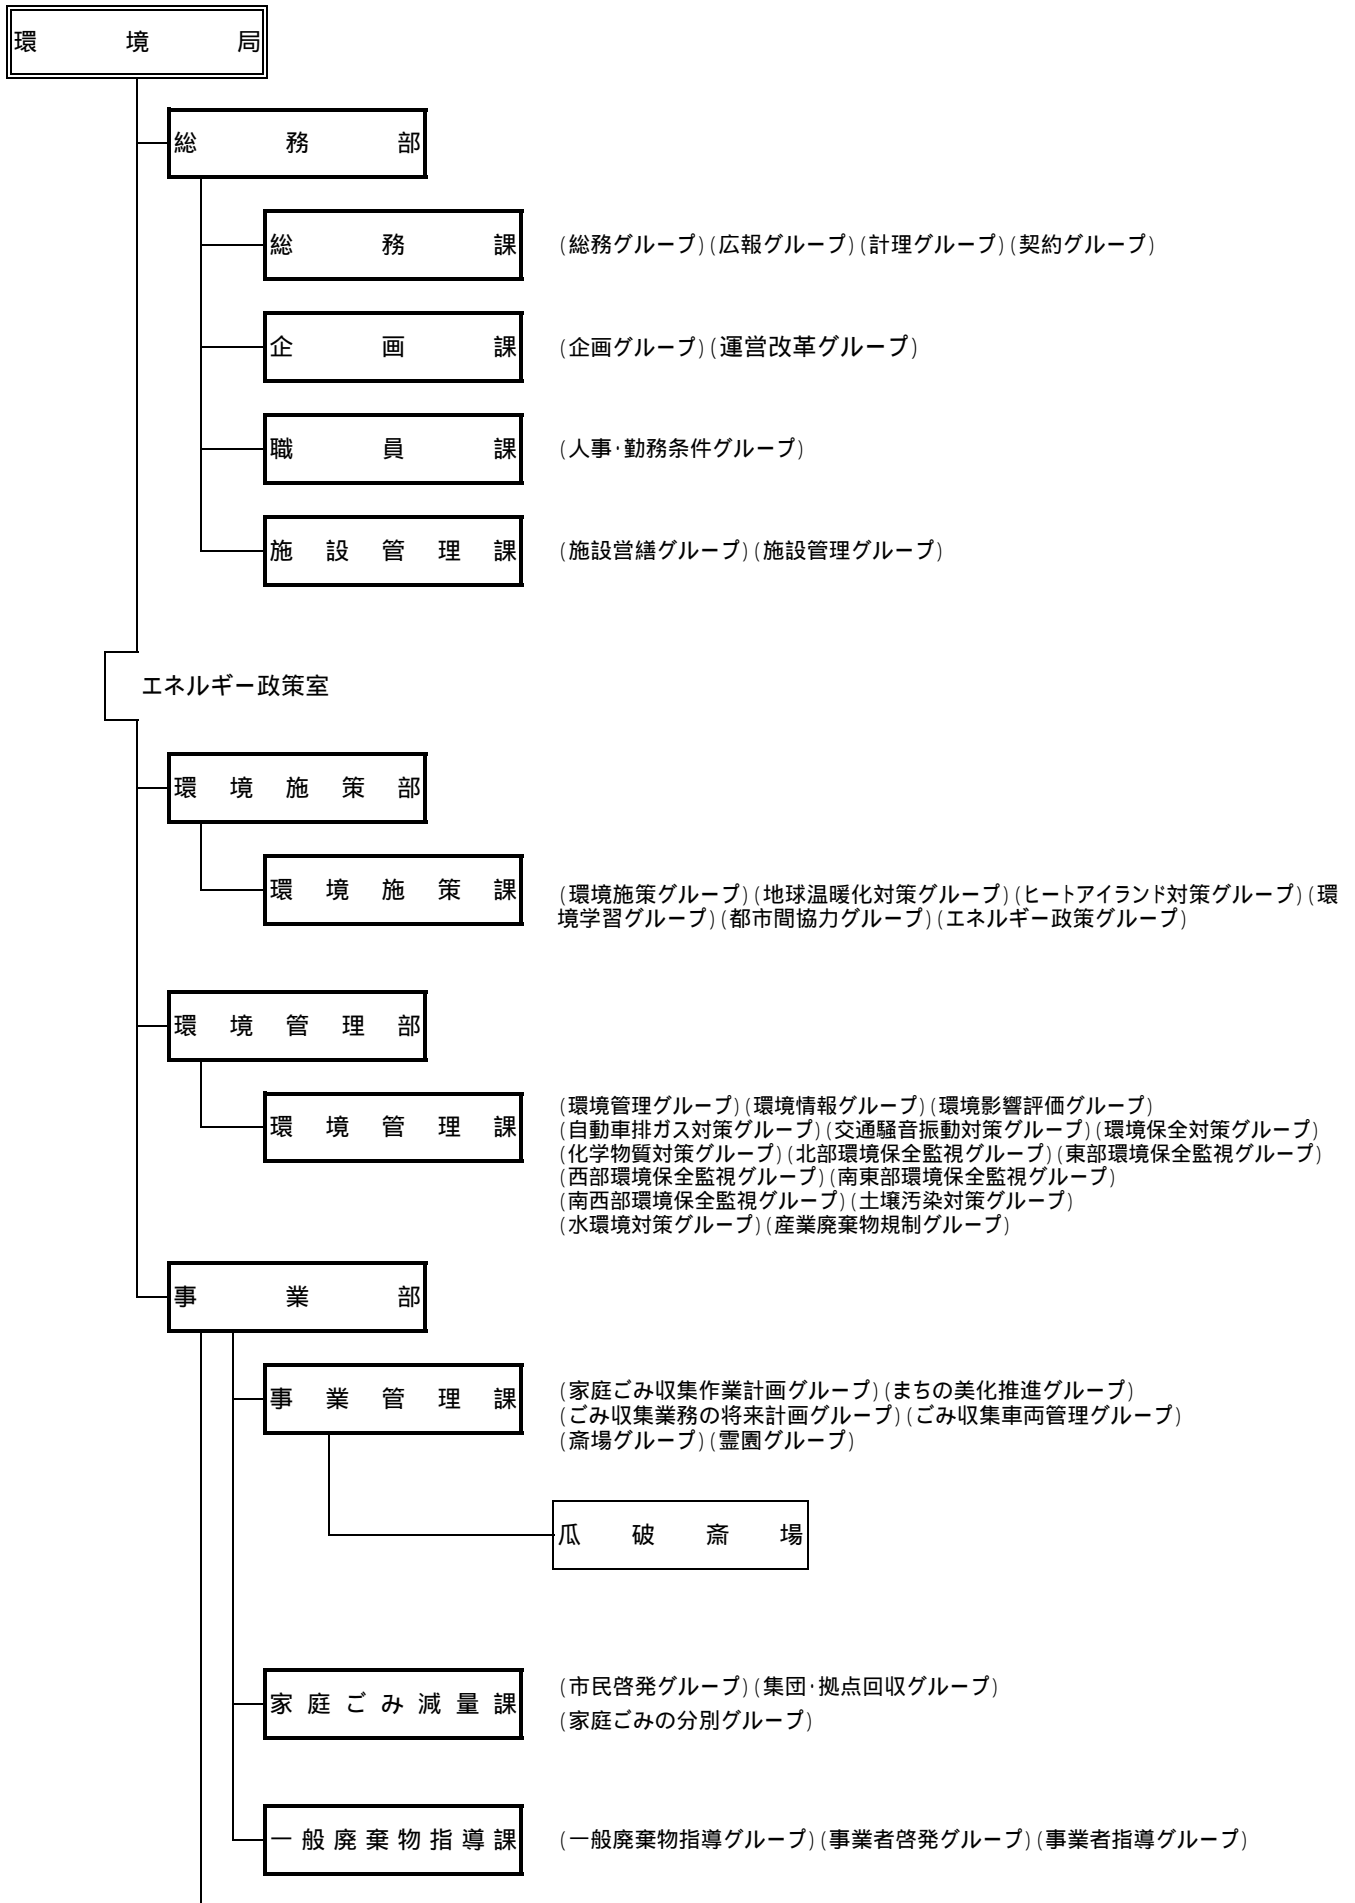 環境局
総務部
総務課 (総務グループ)(広報グループ)(計理グループ)(契約グループ)
企画課 (企画グループ)(運営改革グループ)
職員課 (人事・勤務条件グループ)
施設管理課 (施設営繕グループ)(施設管理グループ)
エネルギー政策室
環境施策部
環境施策課 (環境施策グループ)(地球温暖化対策グループ)(ヒートアイランド対策グループ)(環
境学習グループ)(都市間協力グループ)(エネルギー政策グループ)
環境管理部
環境管理課 (環境管理グループ)(環境情報グループ)(環境影響評価グループ)
(自動車排ガス対策グループ)(交通騒音振動対策グループ)(環境保全対策グループ)
(化学物質対策グループ)(北部環境保全監視グループ)(東部環境保全監視グループ)
(西部環境保全監視グループ)(南東部環境保全監視グループ)
(南西部環境保全監視グループ)(土壌汚染対策グループ)
(水環境対策グループ)(産業廃棄物規制グループ)
事業部
事業管理課 (家庭ごみ収集作業計画グループ)(まちの美化推進グループ)
(ごみ収集業務の将来計画グループ)(ごみ収集車両管理グループ)
(斎場グループ)(霊園グループ)
瓜破斎場
家庭ごみ減量課 (市民啓発グループ)(集団・拠点回収グループ)
(家庭ごみの分別グループ)
一般廃棄物指導課 (一般廃棄物指導グループ)(事業者啓発グループ)(事業者指導グループ)